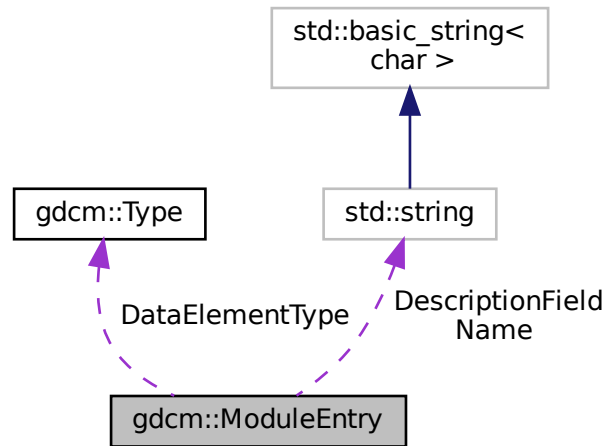 std::basic_string<
char >
gdcm::Type
std::string
DataElementType
DescriptionField
Name
gdcm::ModuleEntry